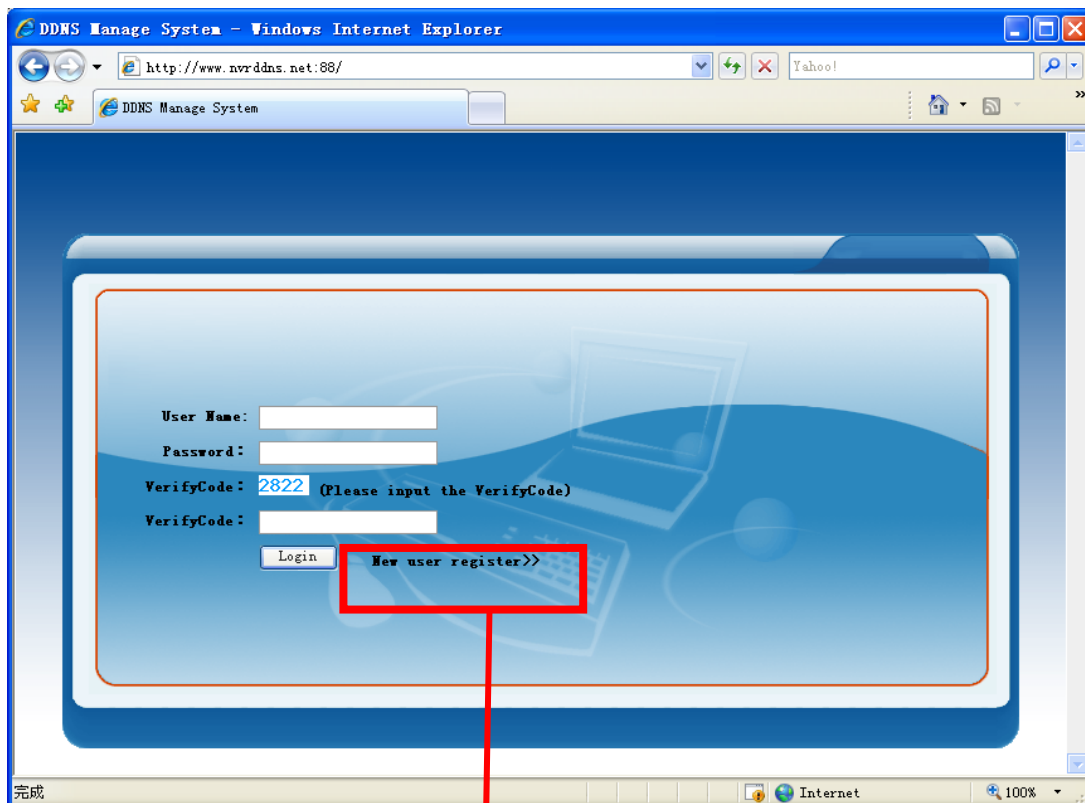 DDNS Manage System - Windows Internet Explorer
http://www.nvrddns.net:88/
Yahoo!
DDNS Manage System
User Name:
Password:
VerifyCode: 2822 (Please input the VerifyCode)
VerifyCode:
Login New user register>>
完成 Internet 100%